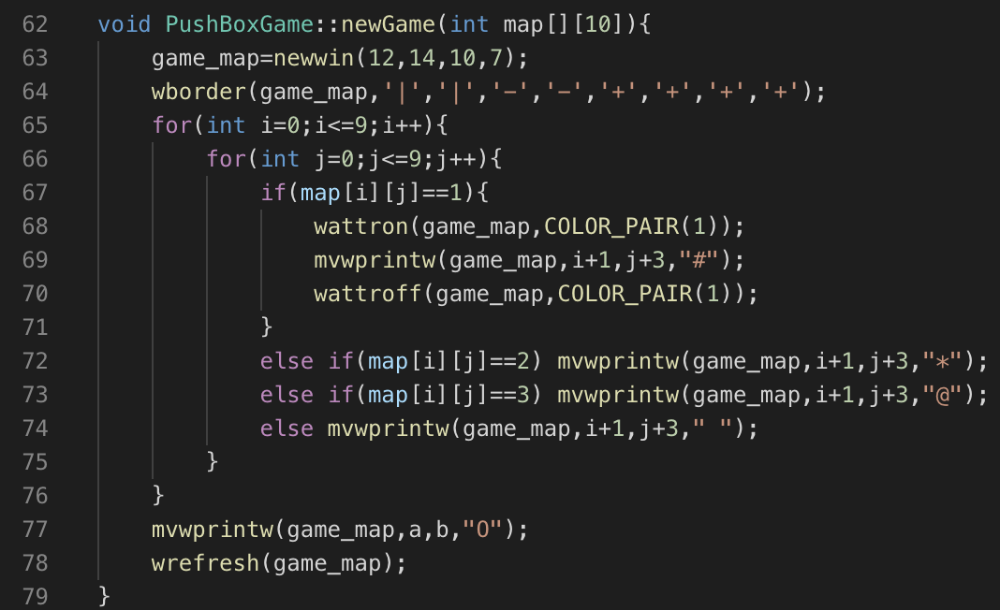 62 void PushBoxGame::newGame(int map[][10]){
63 game_map=newwin(12,14,10,7);
64 wborder(game_map,'|','|','-','-','+','+','+','+');
65 for(int i=0;i<=9;i++){
66 for(int j=0;j<=9;j++){
67 if(map[i][j]==1){
68 wattron(game_map,COLOR_PAIR(1));
69 mvwprintw(game_map,i+1,j+3,"#");
70 wattroff(game_map,COLOR_PAIR(1));
71 }
72 else if(map[i][j]==2) mvwprintw(game_map,i+1,j+3,"*");
73 else if(map[i][j]==3) mvwprintw(game_map,i+1,j+3,"@");
74 else mvwprintw(game_map,i+1,j+3," ");
75 }
76 }
77 mvwprintw(game_map,a,b,"O");
78 wrefresh(game_map);
79 }